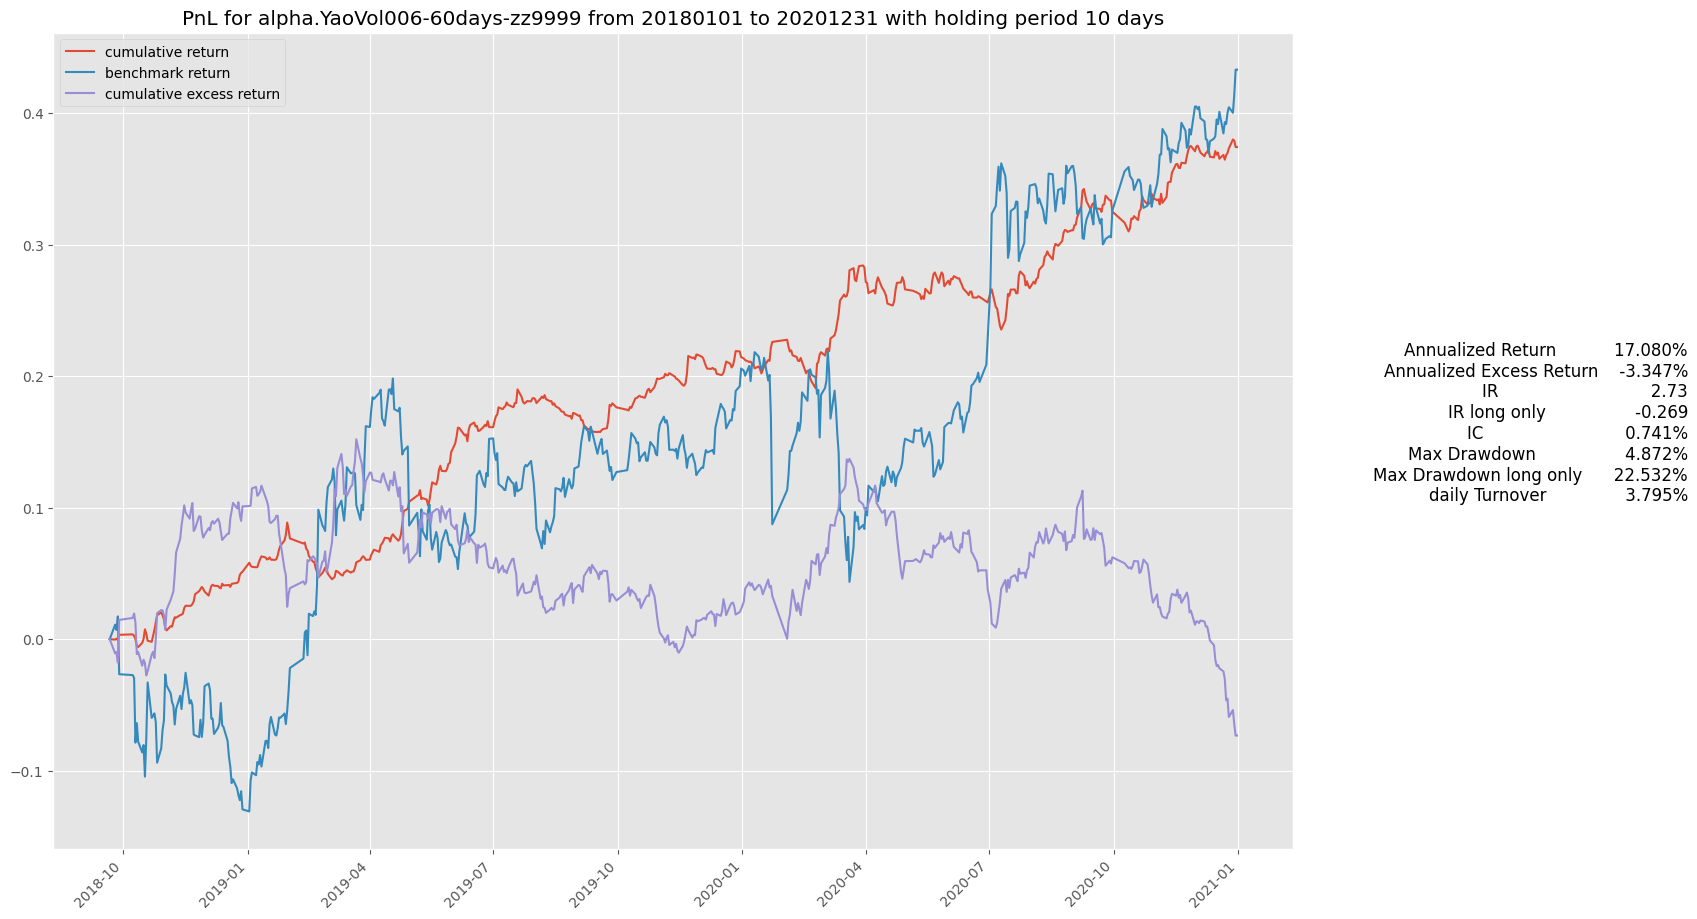 PnL for alpha.YaoVol006-60days-zz9999 from 20180101 to 20201231 with holding period 10 days
cumulative return
benchmark return
cumulative excess return
0.4
0.3
0.2
0.1
0.0
−0.1
2018-10
2019-01
2019-04
2019-07
2019-10
2020-01
2020-04
2020-07
2020-10
2021-01
Annualized Return 17.080%
Annualized Excess Return -3.347%
IR 2.73
IR long only -0.269
IC 0.741%
Max Drawdown 4.872%
Max Drawdown long only 22.532%
daily Turnover 3.795%